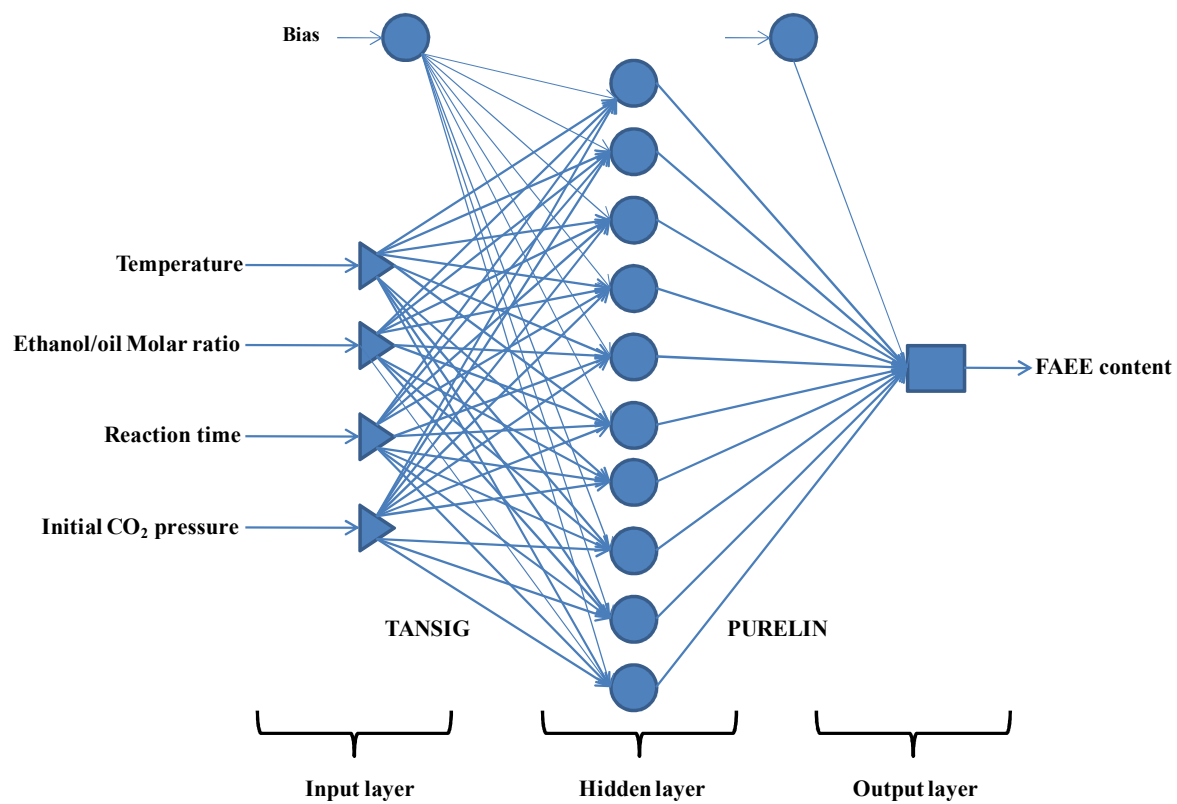 Bias
Temperature
Ethanol/oil Molar ratio
FAEE content
Reaction time
Initial CO₂ pressure
TANSIG
PURELIN
Input layer
Hidden layer
Output layer